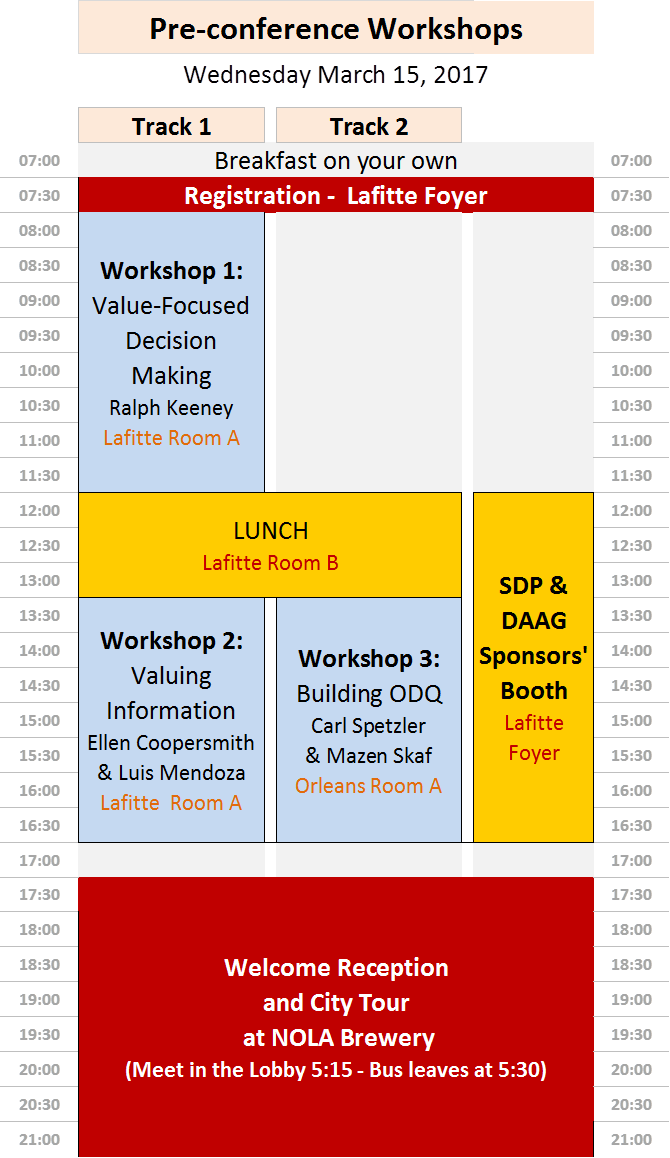 Pre-conference Workshops
Wednesday March 15, 2017
Track 1
Track 2
07:00
Breakfast on your own
07:00
07:30
Registration - Lafitte Foyer
07:30
08:00
08:30
09:00
09:30
10:00
10:30
11:00
11:30
Workshop 1:
Value-Focused
Decision
Making
Ralph Keeney
Lafitte Room A
08:00
08:30
09:00
09:30
10:00
10:30
11:00
11:30
12:00
12:30
13:00
LUNCH
Lafitte Room B
12:00
12:30
13:00
13:30
14:00
14:30
15:00
15:30
16:00
16:30
Workshop 2:
Valuing
Information
Ellen Coopersmith
& Luis Mendoza
Lafitte Room A
Workshop 3:
Building ODQ
Carl Spetzler
& Mazen Skaf
Orleans Room A
SDP &
DAAG
Sponsors'
Booth
Lafitte
Foyer
13:30
14:00
14:30
15:00
15:30
16:00
16:30
17:00
17:00
17:30
18:00
18:30
19:00
19:30
20:00
20:30
21:00
Welcome Reception
and City Tour
at NOLA Brewery
(Meet in the Lobby 5:15 - Bus leaves at 5:30)
17:30
18:00
18:30
19:00
19:30
20:00
20:30
21:00